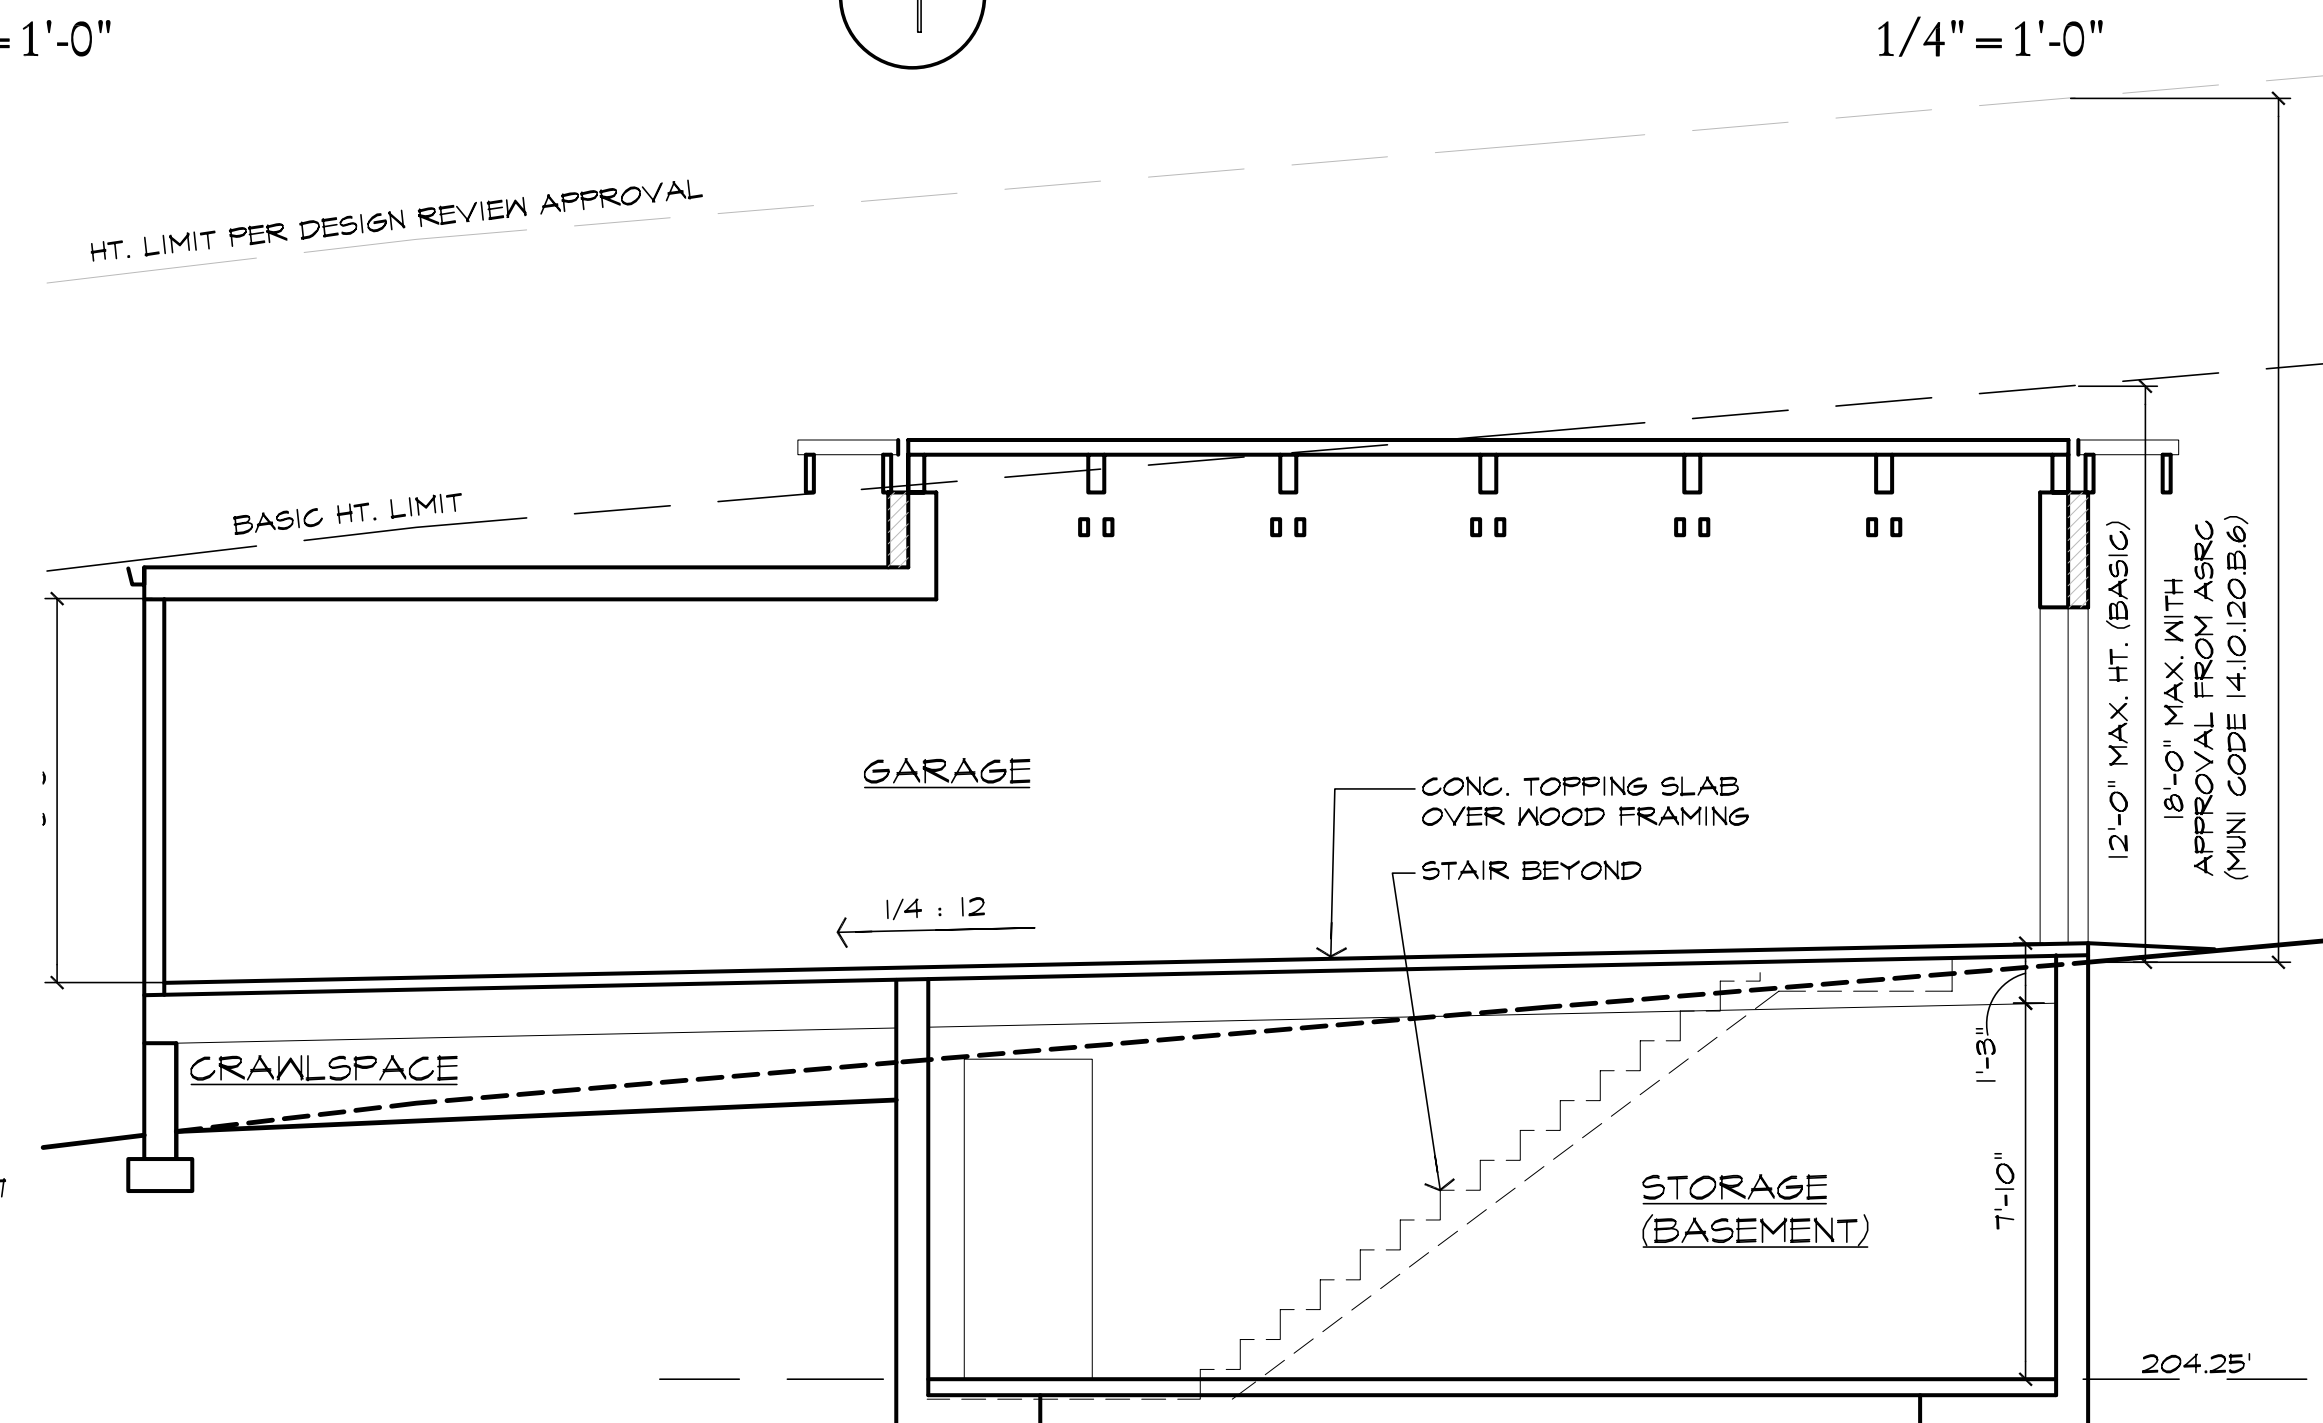 = 1'-0"
1/4" = 1'-0"
HT. LIMIT PER DESIGN REVIEW APPROVAL
BASIC HT. LIMIT
12'-0" MAX. HT. (BASIC)
18'-0" MAX. WITH
APPROVAL FROM ASRC
(MUNI CODE 14.10.120.B.6)
GARAGE
CONC. TOPPING SLAB
OVER WOOD FRAMING
STAIR BEYOND
1/4 : 12
CRAWLSPACE
1'-3"
7'-10"
STORAGE
(BASEMENT)
204.25'